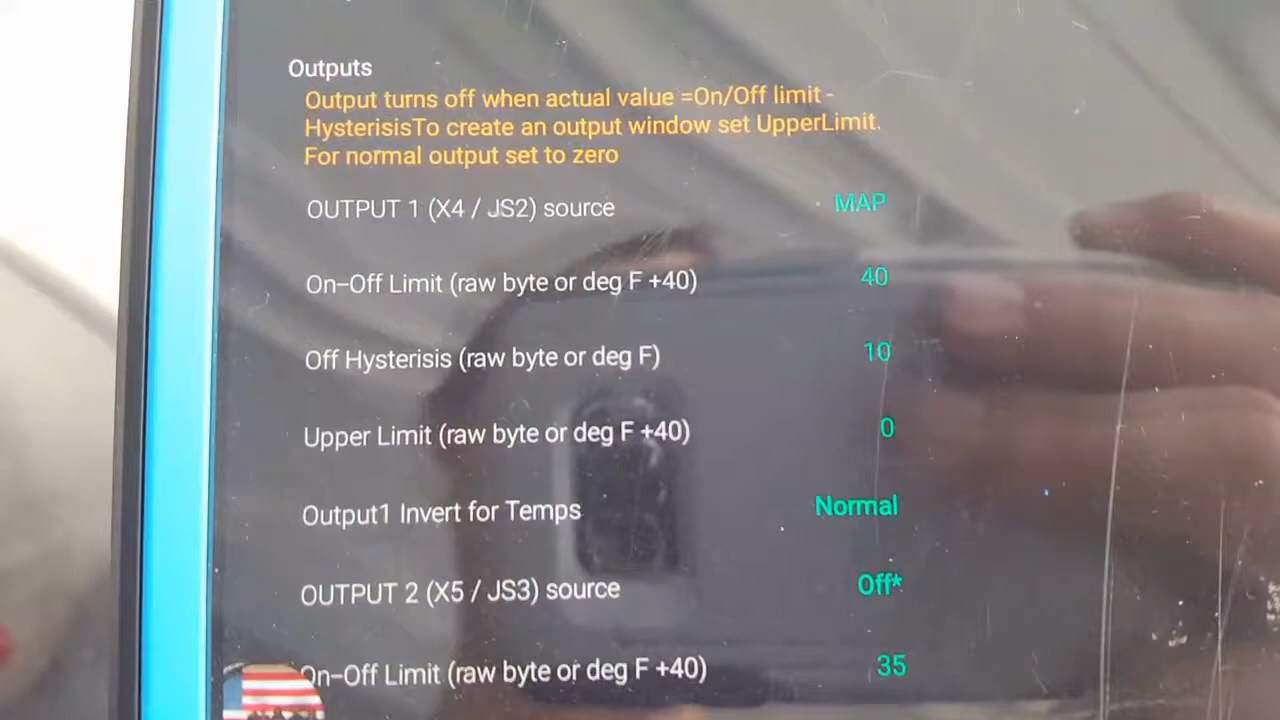 Outputs
Output turns off when actual value =On/Off limit -
HysterisisTo create an output window set UpperLimit.
For normal output set to zero
OUTPUT 1 (X4 / JS2) source MAP
On-Off Limit (raw byte or deg F +40) 40
Off Hysterisis (raw byte or deg F) 10
Upper Limit (raw byte or deg F +40) 0
Output1 Invert for Temps Normal
OUTPUT 2 (X5 / JS3) source Off*
On-Off Limit (raw byte or deg F +40) 35